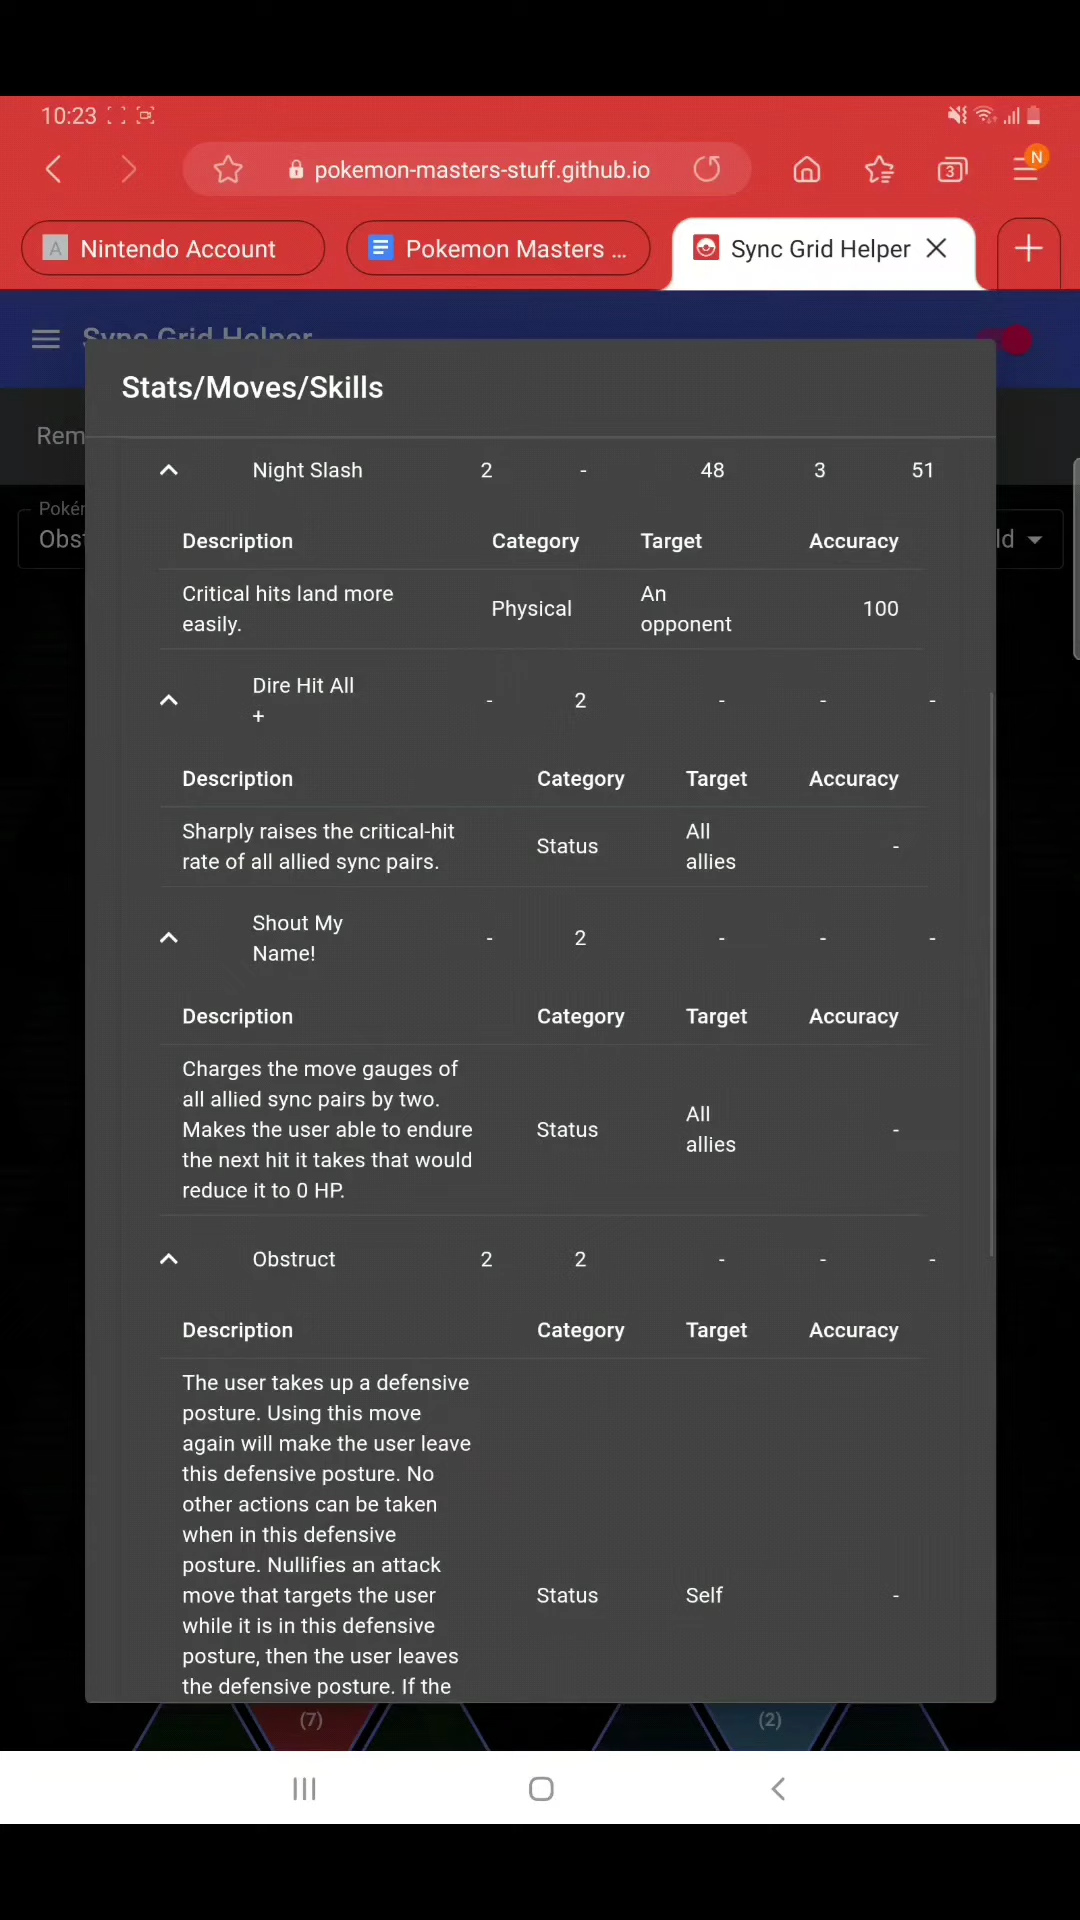 10:23
pokemon-masters-stuff.github.io
3
N
A Nintendo Account
Pokemon Masters ...
Sync Grid Helper
Sync Grid Helper
Stats/Moves/Skills
Rem
Pokér
Obs
ld
Night Slash 2 - 48 3 51
Description Category Target Accuracy
Critical hits land more
easily.
Physical
An
opponent
100
Dire Hit All
+
- 2 - - -
Description Category Target Accuracy
Sharply raises the critical-hit
rate of all allied sync pairs.
Status
All
allies
-
Shout My
Name!
- 2 - - -
Description Category Target Accuracy
Charges the move gauges of
all allied sync pairs by two.
Makes the user able to endure
the next hit it takes that would
reduce it to 0 HP.
Status
All
allies
-
Obstruct 2 2 - - -
Description Category Target Accuracy
The user takes up a defensive
posture. Using this move
again will make the user leave
this defensive posture. No
other actions can be taken
when in this defensive
posture. Nullifies an attack
move that targets the user
while it is in this defensive
posture, then the user leaves
the defensive posture. If the
Status
Self
-
(7)
(2)